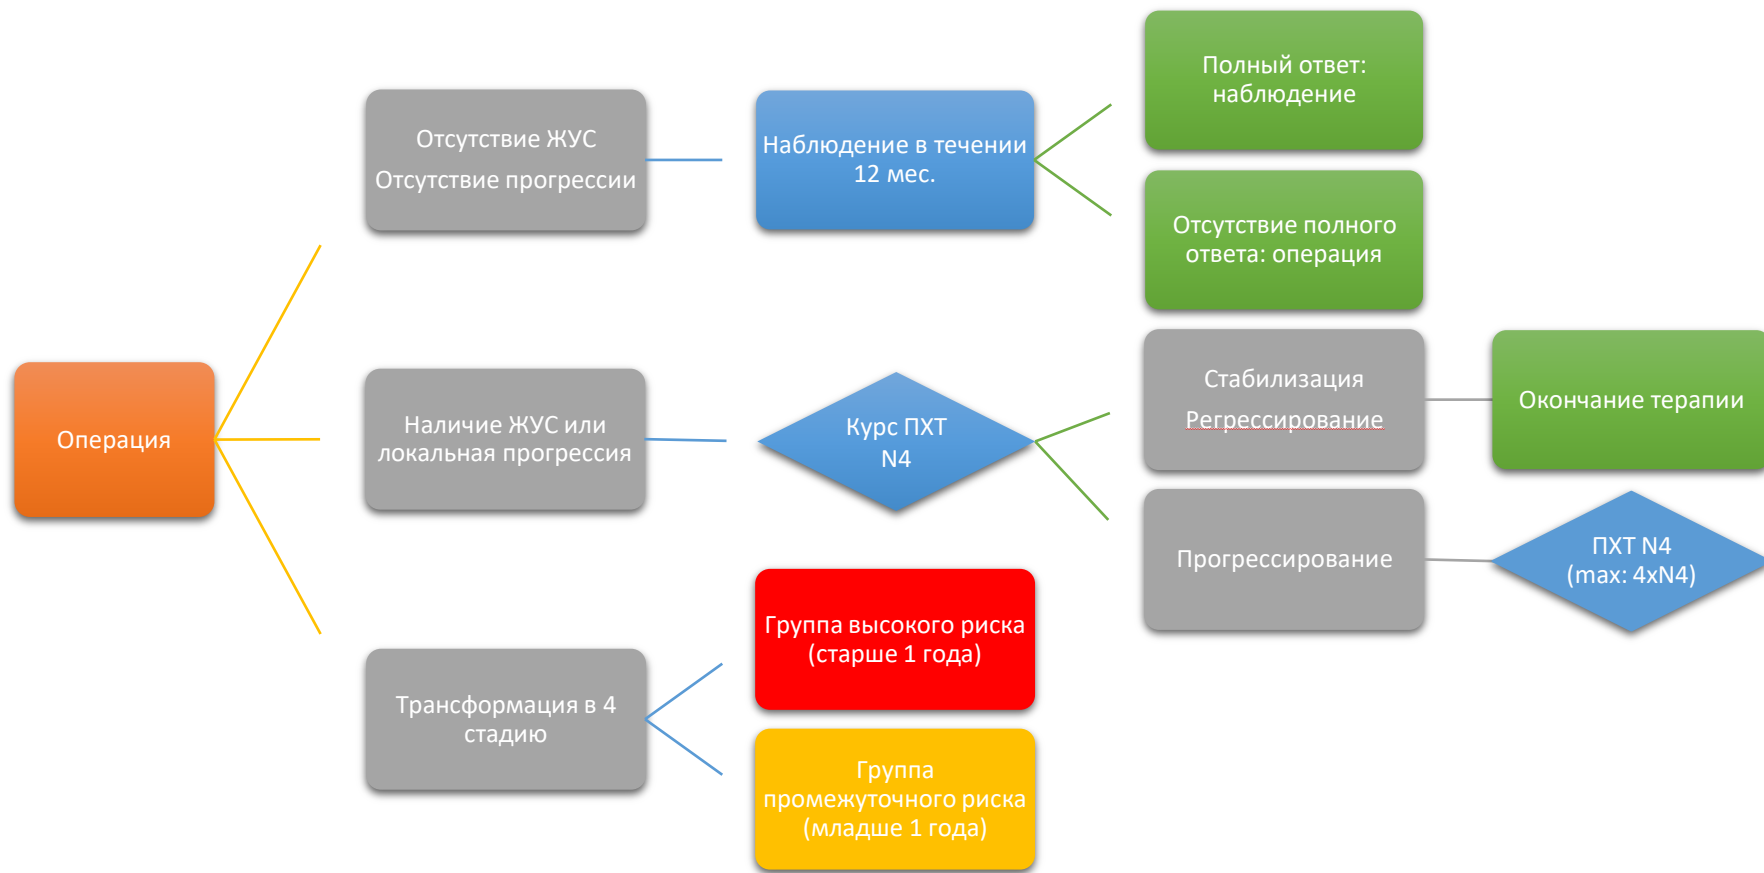 Операция
Отсутствие ЖУС
Отсутствие прогрессии
Наблюдение в течении
12 мес.
Полный ответ:
наблюдение
Отсутствие полного
ответа: операция
Наличие ЖУС или
локальная прогрессия
Курс ПХТ
N4
Стабилизация
Регрессирование
Окончание терапии
Прогрессирование
ПХТ N4
(max: 4xN4)
Трансформация в 4
стадию
Группа высокого риска
(старше 1 года)
Группа
промежуточного риска
(младше 1 года)